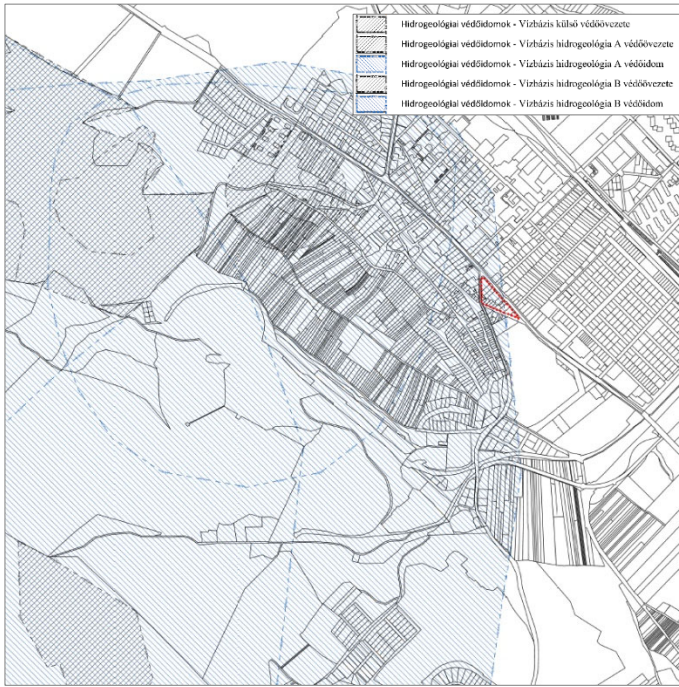 Hidrogeológiai védőidomok - Vízbázis külső védőövezete
Hidrogeológiai védőidomok - Vízbázis hidrogeológia A védőövezete
Hidrogeológiai védőidomok - Vízbázis hidrogeológia A védőidom
Hidrogeológiai védőidomok - Vízbázis hidrogeológia B védőövezete
Hidrogeológiai védőidomok - Vízbázis hidrogeológia B védőidom